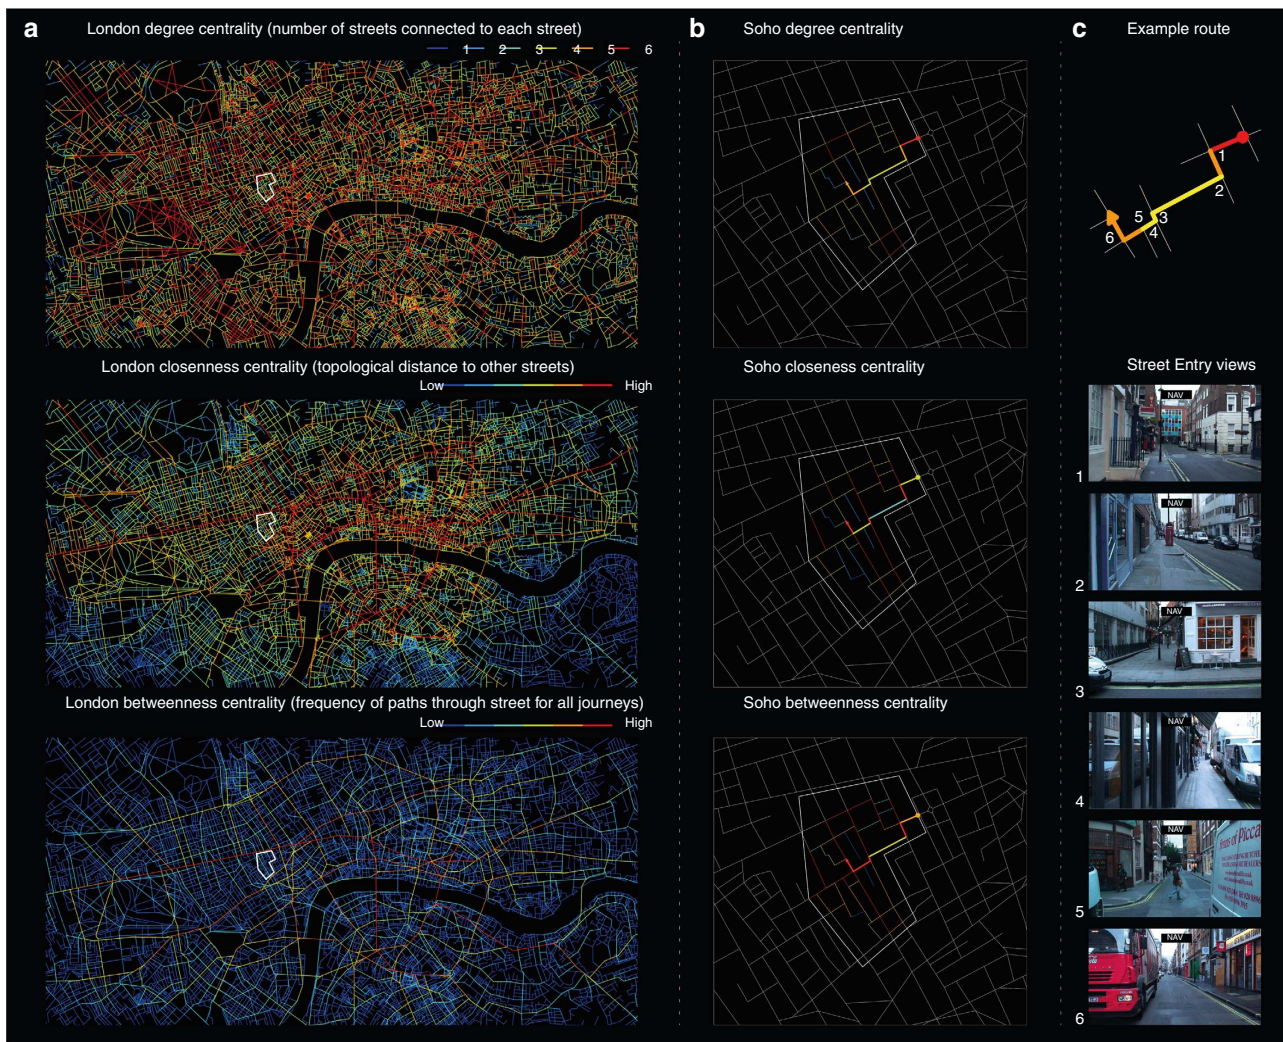 a
London degree centrality (number of streets connected to each street)
1 2 3 4 5 6
London closenness centrality (topological distance to other streets)
Low High
London betweenness centrality (frequency of paths through street for all journeys)
Low High
b
Soho degree centrality
Soho closeness centrality
Soho betweenness centrality
c
Example route
1
2
3
5
4
6
Street Entry views
NAV
1
NAV
2
NAV
3
NAV
4
NAV
5
NAV
6